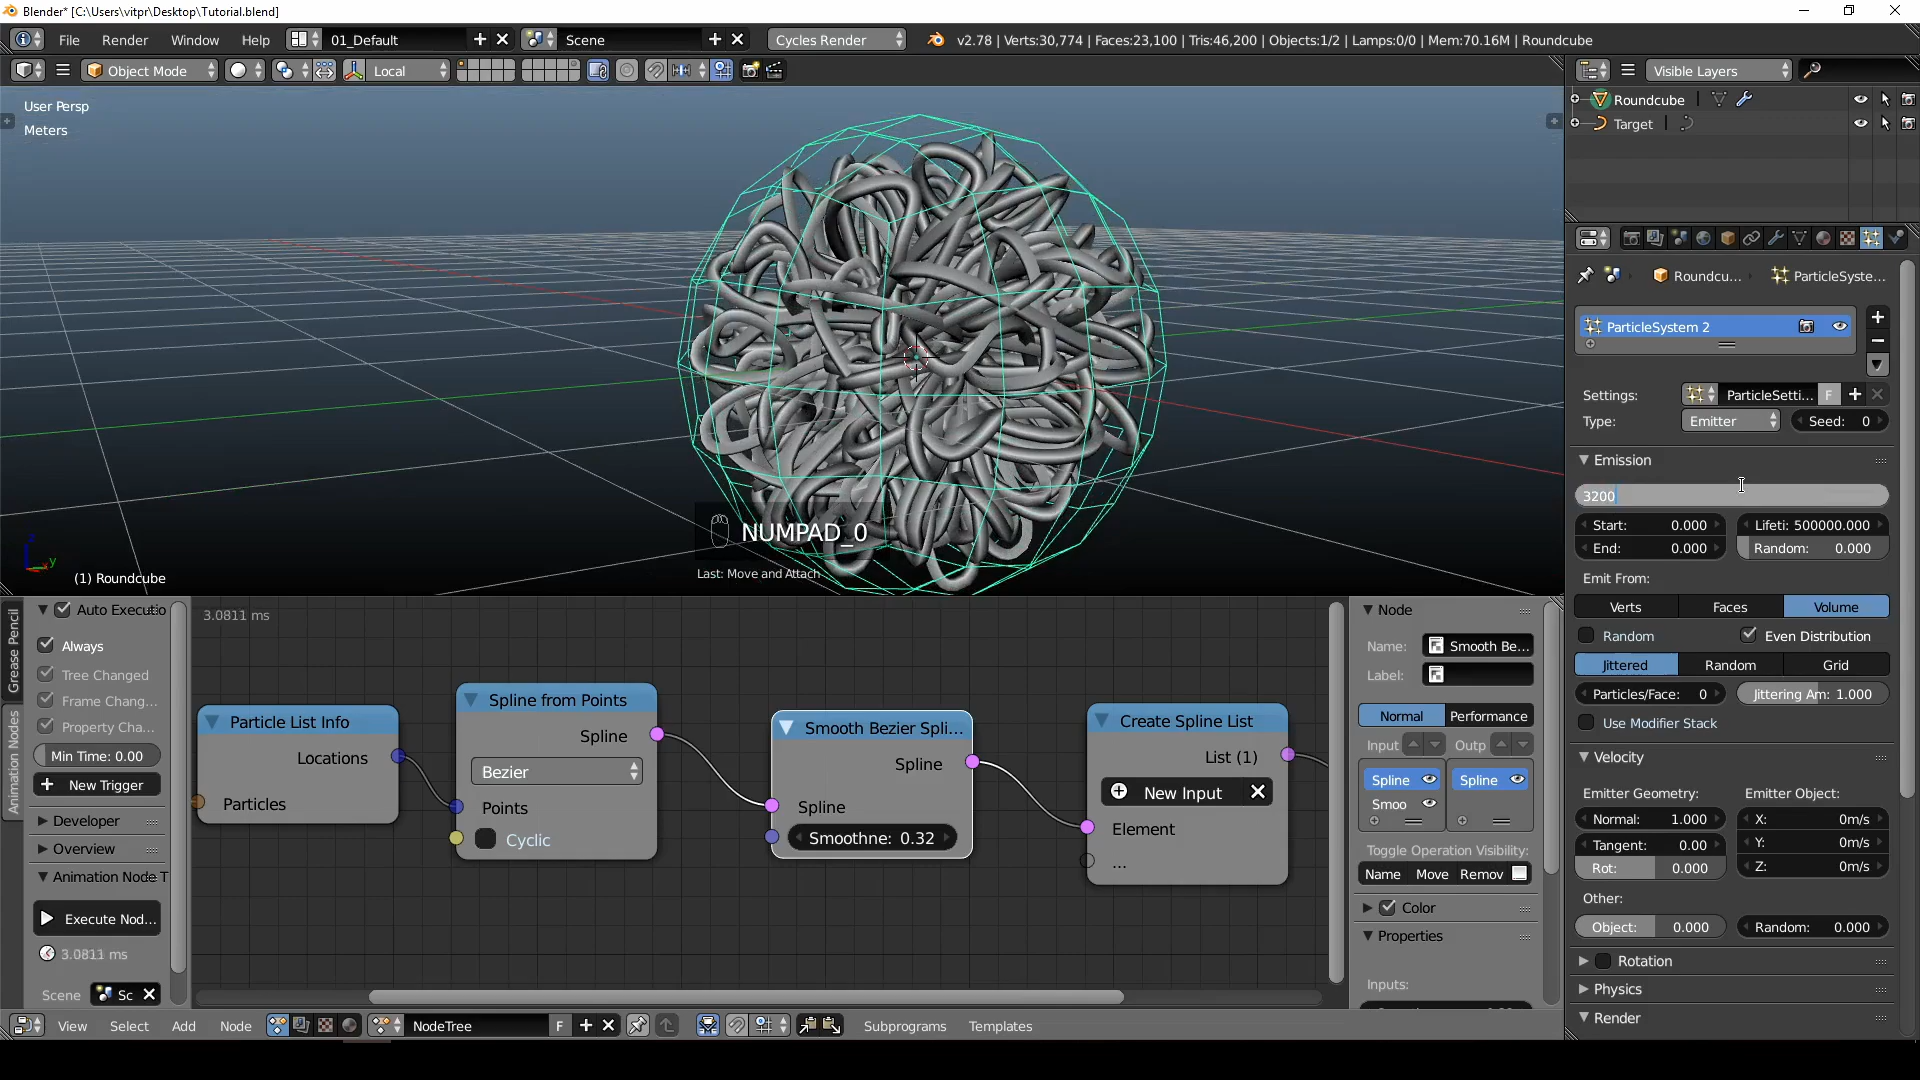 Blender* [C:\Users\vitpr\Desktop\Tutorial.blend]
File Render Window Help 01_Default Scene Cycles Render v2.78 | Verts:30,774 | Faces:23,100 | Tris:46,200 | Objects:1/2 | Lamps:0/0 | Mem:70.16M | Roundcube
Object Mode Local
User Persp
Meters
NUMPAD_0
Last: Move and Attach
z
y
(1) Roundcube
Visible Layers
Roundcube
Target
Roundcu... ParticleSyste...
ParticleSystem 2
Settings: ParticleSetti... F
Type: Emitter Seed: 0
Emission
3200
Start: 0.000 Lifeti: 500000.000
End: 0.000 Random: 0.000
Emit From:
Verts Faces Volume
Random Even Distribution
Jittered Random Grid
Particles/Face: 0 Jittering Am: 1.000
Use Modifier Stack
Velocity
Emitter Geometry: Emitter Object:
Normal: 1.000 X: 0m/s
Tangent: 0.00 Y: 0m/s
Rot: 0.000 Z: 0m/s
Other:
Object: 0.000 Random: 0.000
Rotation
Physics
Render
Grease Pencil
Animation Nodes
Auto Executio
Always
Tree Changed
Frame Chang...
Property Cha...
Min Time: 0.00
New Trigger
Developer
Overview
Animation Node T
Execute Nod...
3.0811 ms
Scene Sc
3.0811 ms
Particle List Info
Locations
Particles
Spline from Points
Spline
Bezier
Points
Cyclic
Smooth Bezier Spli...
Spline
Spline
Smoothne: 0.32
Create Spline List
List (1)
New Input
Element
...
Node
Name: Smooth Be...
Label:
Normal Performance
Input Outp
Spline Spline
Smoo
Toggle Operation Visibility:
Name Move Remov
Color
Properties
Inputs:
View Select Add Node NodeTree F Subprograms Templates